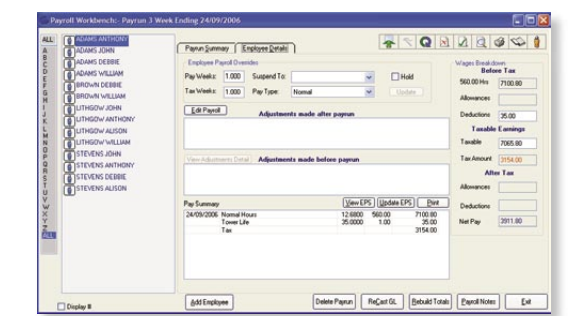 Payroll Workbench:- Payrun 3 Week Ending 24/09/2006
ALL
A
B
C
D
E
F
G
H
I
J
K
L
M
N
O
P
Q
R
S
T
U
V
W
X
Y
Z
ALL
ADAMS ANTHONY
ADAMS JOHN
ADAMS DEBBIE
ADAMS WILLIAM
BROWN DEBBIE
BROWN WILLIAM
LITHGOW JOHN
LITHGOW ANTHONY
LITHGOW ALISON
LITHGOW WILLIAM
STEVENS JOHN
STEVENS ANTHONY
STEVENS DEBBIE
STEVENS ALISON
Display #
Payrun Summary Employee Details
Employee Payroll Overrides
Pay Weeks: 1.000 Suspend To: Hold
Tax Weeks: 1.000 Pay Type: Normal Update
Edit Payroll Adjustments made after payrun
View Adjustments Detail Adjustments made before payrun
Pay Summary View EPS Update EPS Print
24/09/2006 Normal Hours 12.6800 560.00 7100.80
Tower Life 35.0000 1.00 35.00
Tax 3154.00
Wages Breakdown
Before Tax
560.00 Hrs 7100.80
Allowances
Deductions 35.00
Taxable Earnings
Taxable 7065.80
Tax Amount 3154.00
After Tax
Allowances
Deductions
Net Pay 3911.80
Add Employee Delete Payrun ReCast GL Rebuild Totals Payroll Notes Exit